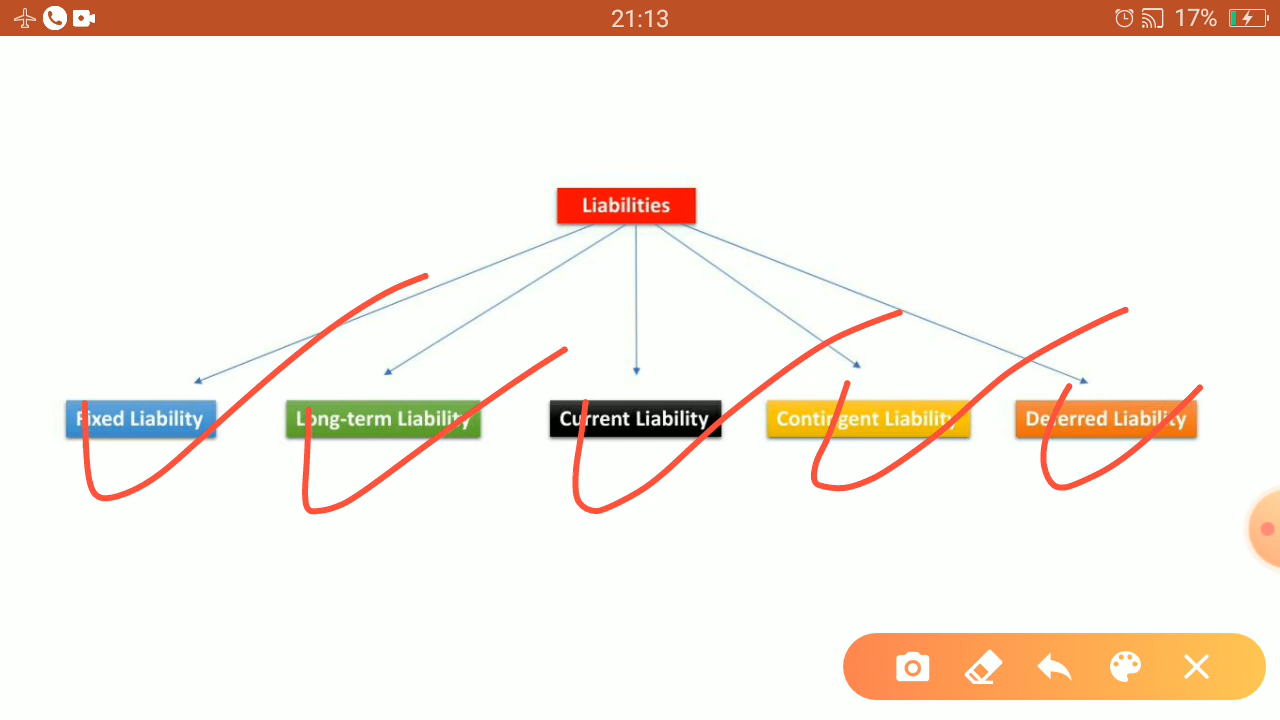 21:13
17%
Liabilities
Fixed Liability
Long-term Liability
Current Liability
Contingent Liability
Deferred Liability